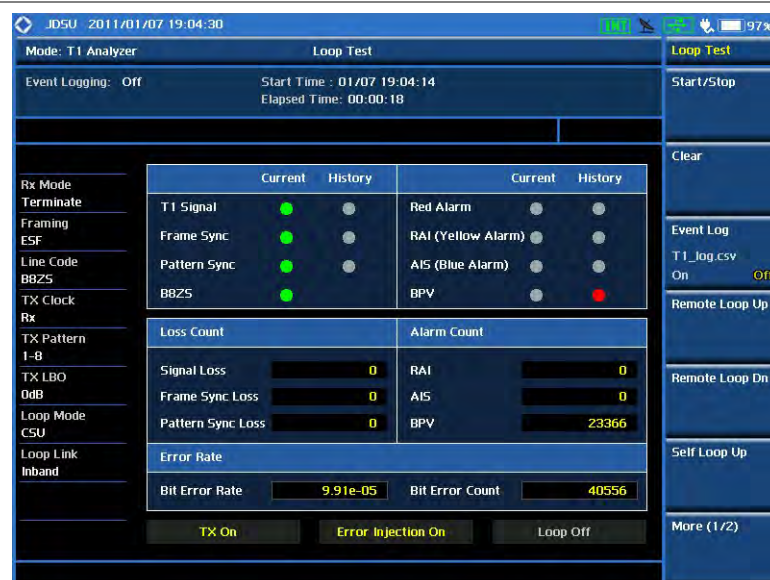 JDSU 2011/01/07 19:04:30 INT 97%
Mode: T1 Analyzer Loop Test Loop Test
Event Logging: Off Start Time : 01/07 19:04:14
Elapsed Time: 00:00:18
Start/Stop
Clear
Event Log
T1_log.csv
On Off
Remote Loop Up
Remote Loop Dn
Self Loop Up
More (1/2)
Rx Mode
Terminate
Framing
ESF
Line Code
B8ZS
TX Clock
Rx
TX Pattern
1-8
TX LBO
0dB
Loop Mode
CSU
Loop Link
Inband
Current History Current History
T1 Signal Red Alarm
Frame Sync RAI (Yellow Alarm)
Pattern Sync AIS (Blue Alarm)
B8ZS BPV
Loss Count Alarm Count
Signal Loss 0 RAI 0
Frame Sync Loss 0 AIS 0
Pattern Sync Loss 0 BPV 23366
Error Rate
Bit Error Rate 9.91e-05 Bit Error Count 40556
TX On Error Injection On Loop Off